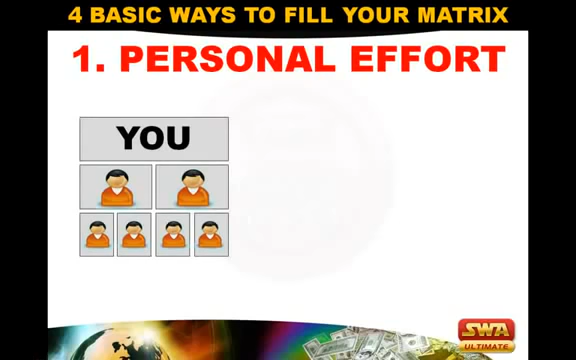 4 BASIC WAYS TO FILL YOUR MATRIX
1. PERSONAL EFFORT
YOU
SWA
ULTIMATE